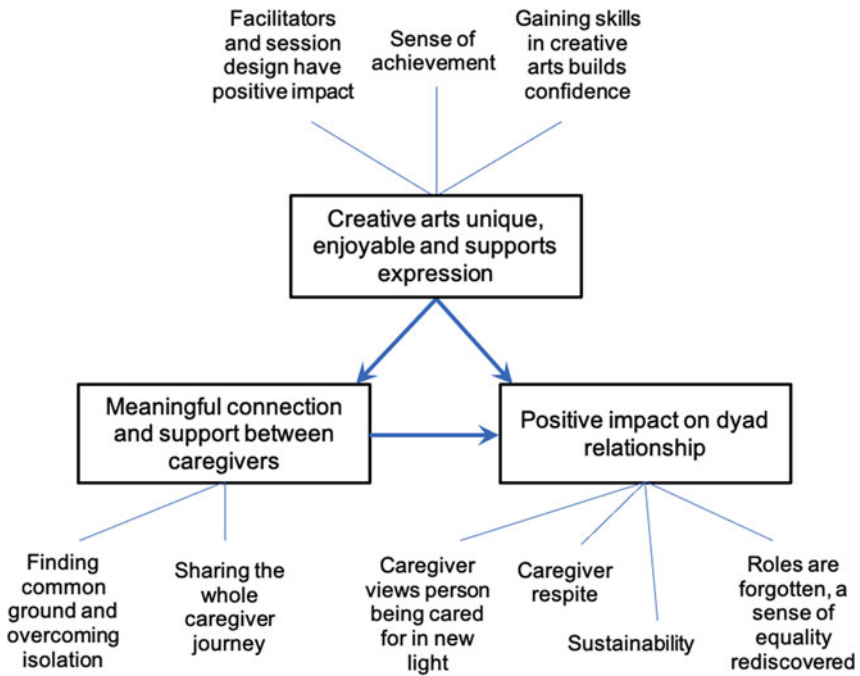 Facilitators
and session
design have
positive impact
Sense of
achievement
Gaining skills
in creative
arts builds
confidence
Creative arts unique,
enjoyable and supports
expression
Meaningful connection
and support between
caregivers
Positive impact on dyad
relationship
Finding
common
ground and
overcoming
isolation
Sharing the
whole
caregiver
journey
Caregiver
views person
being cared
for in new
light
Caregiver
respite
Sustainability
Roles are
forgotten, a
sense of
equality
rediscovered